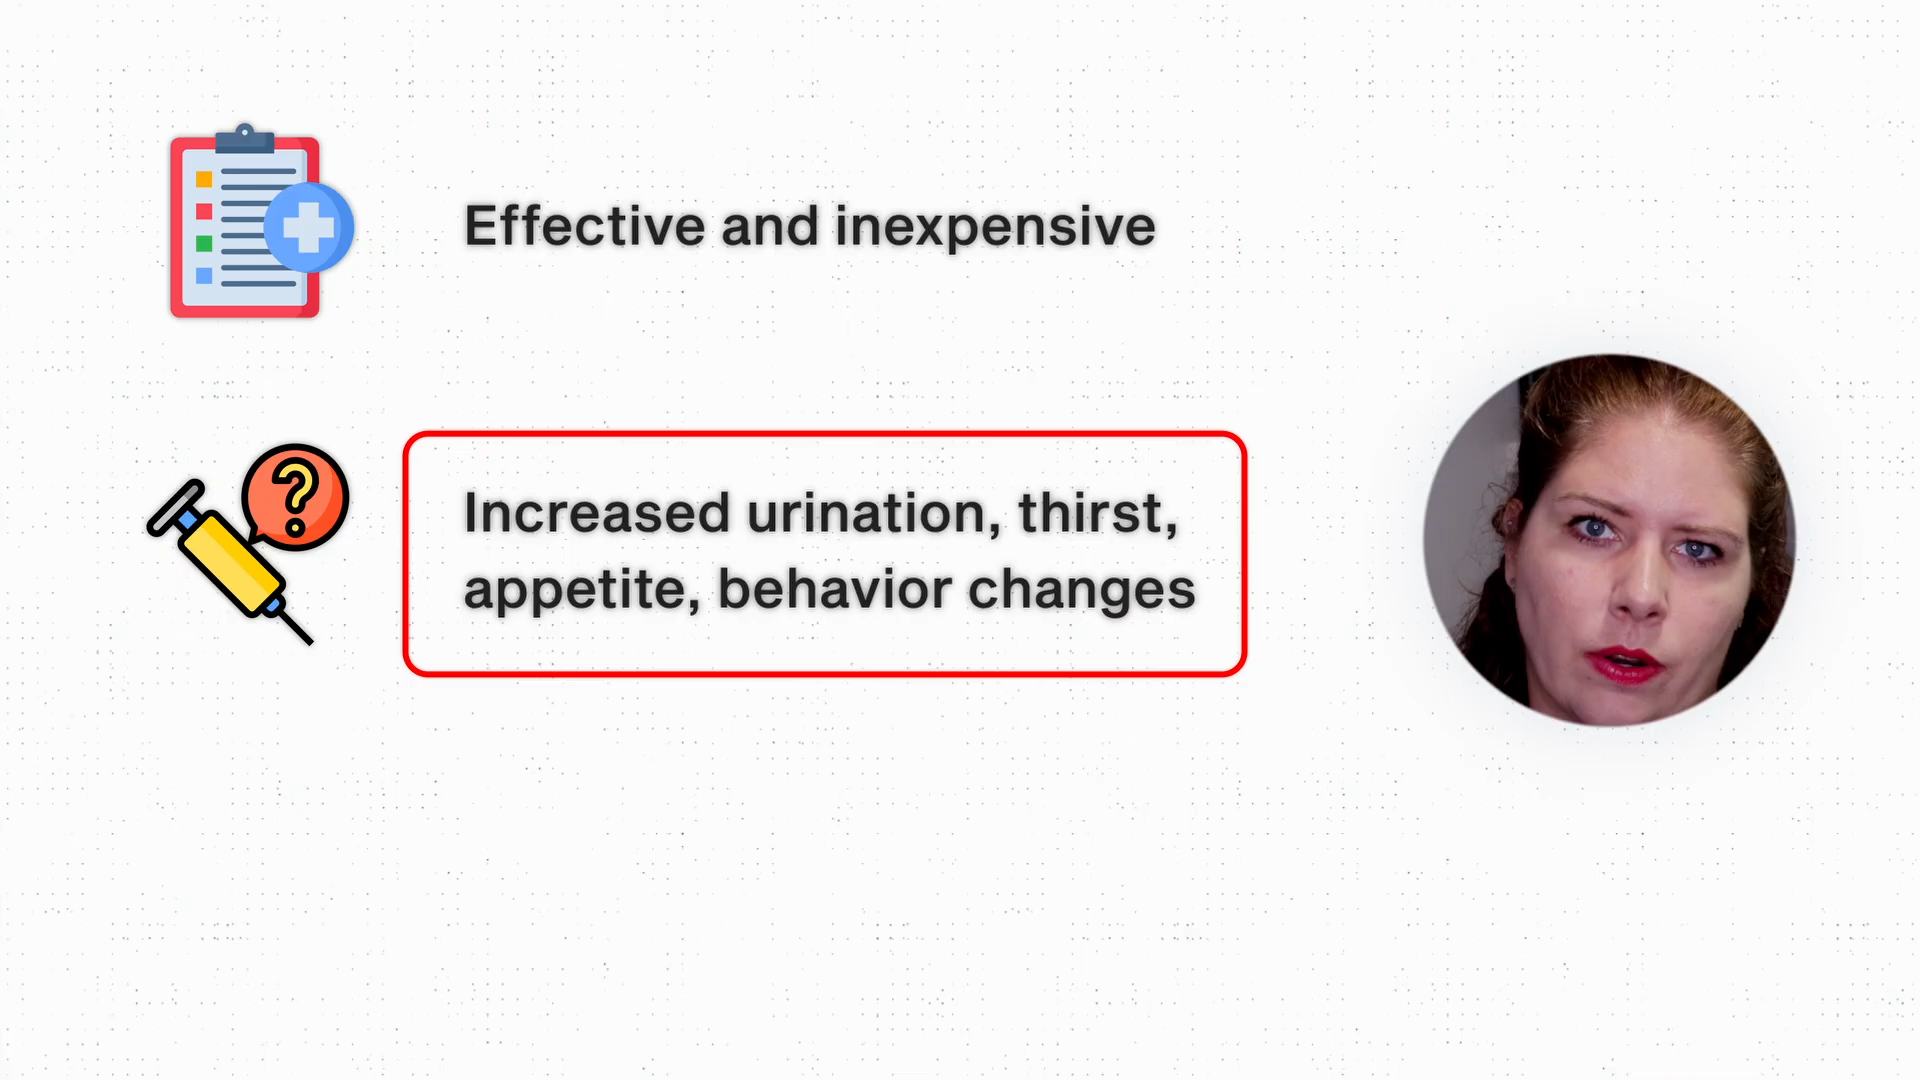 Effective and inexpensive
Increased urination, thirst,
appetite, behavior changes